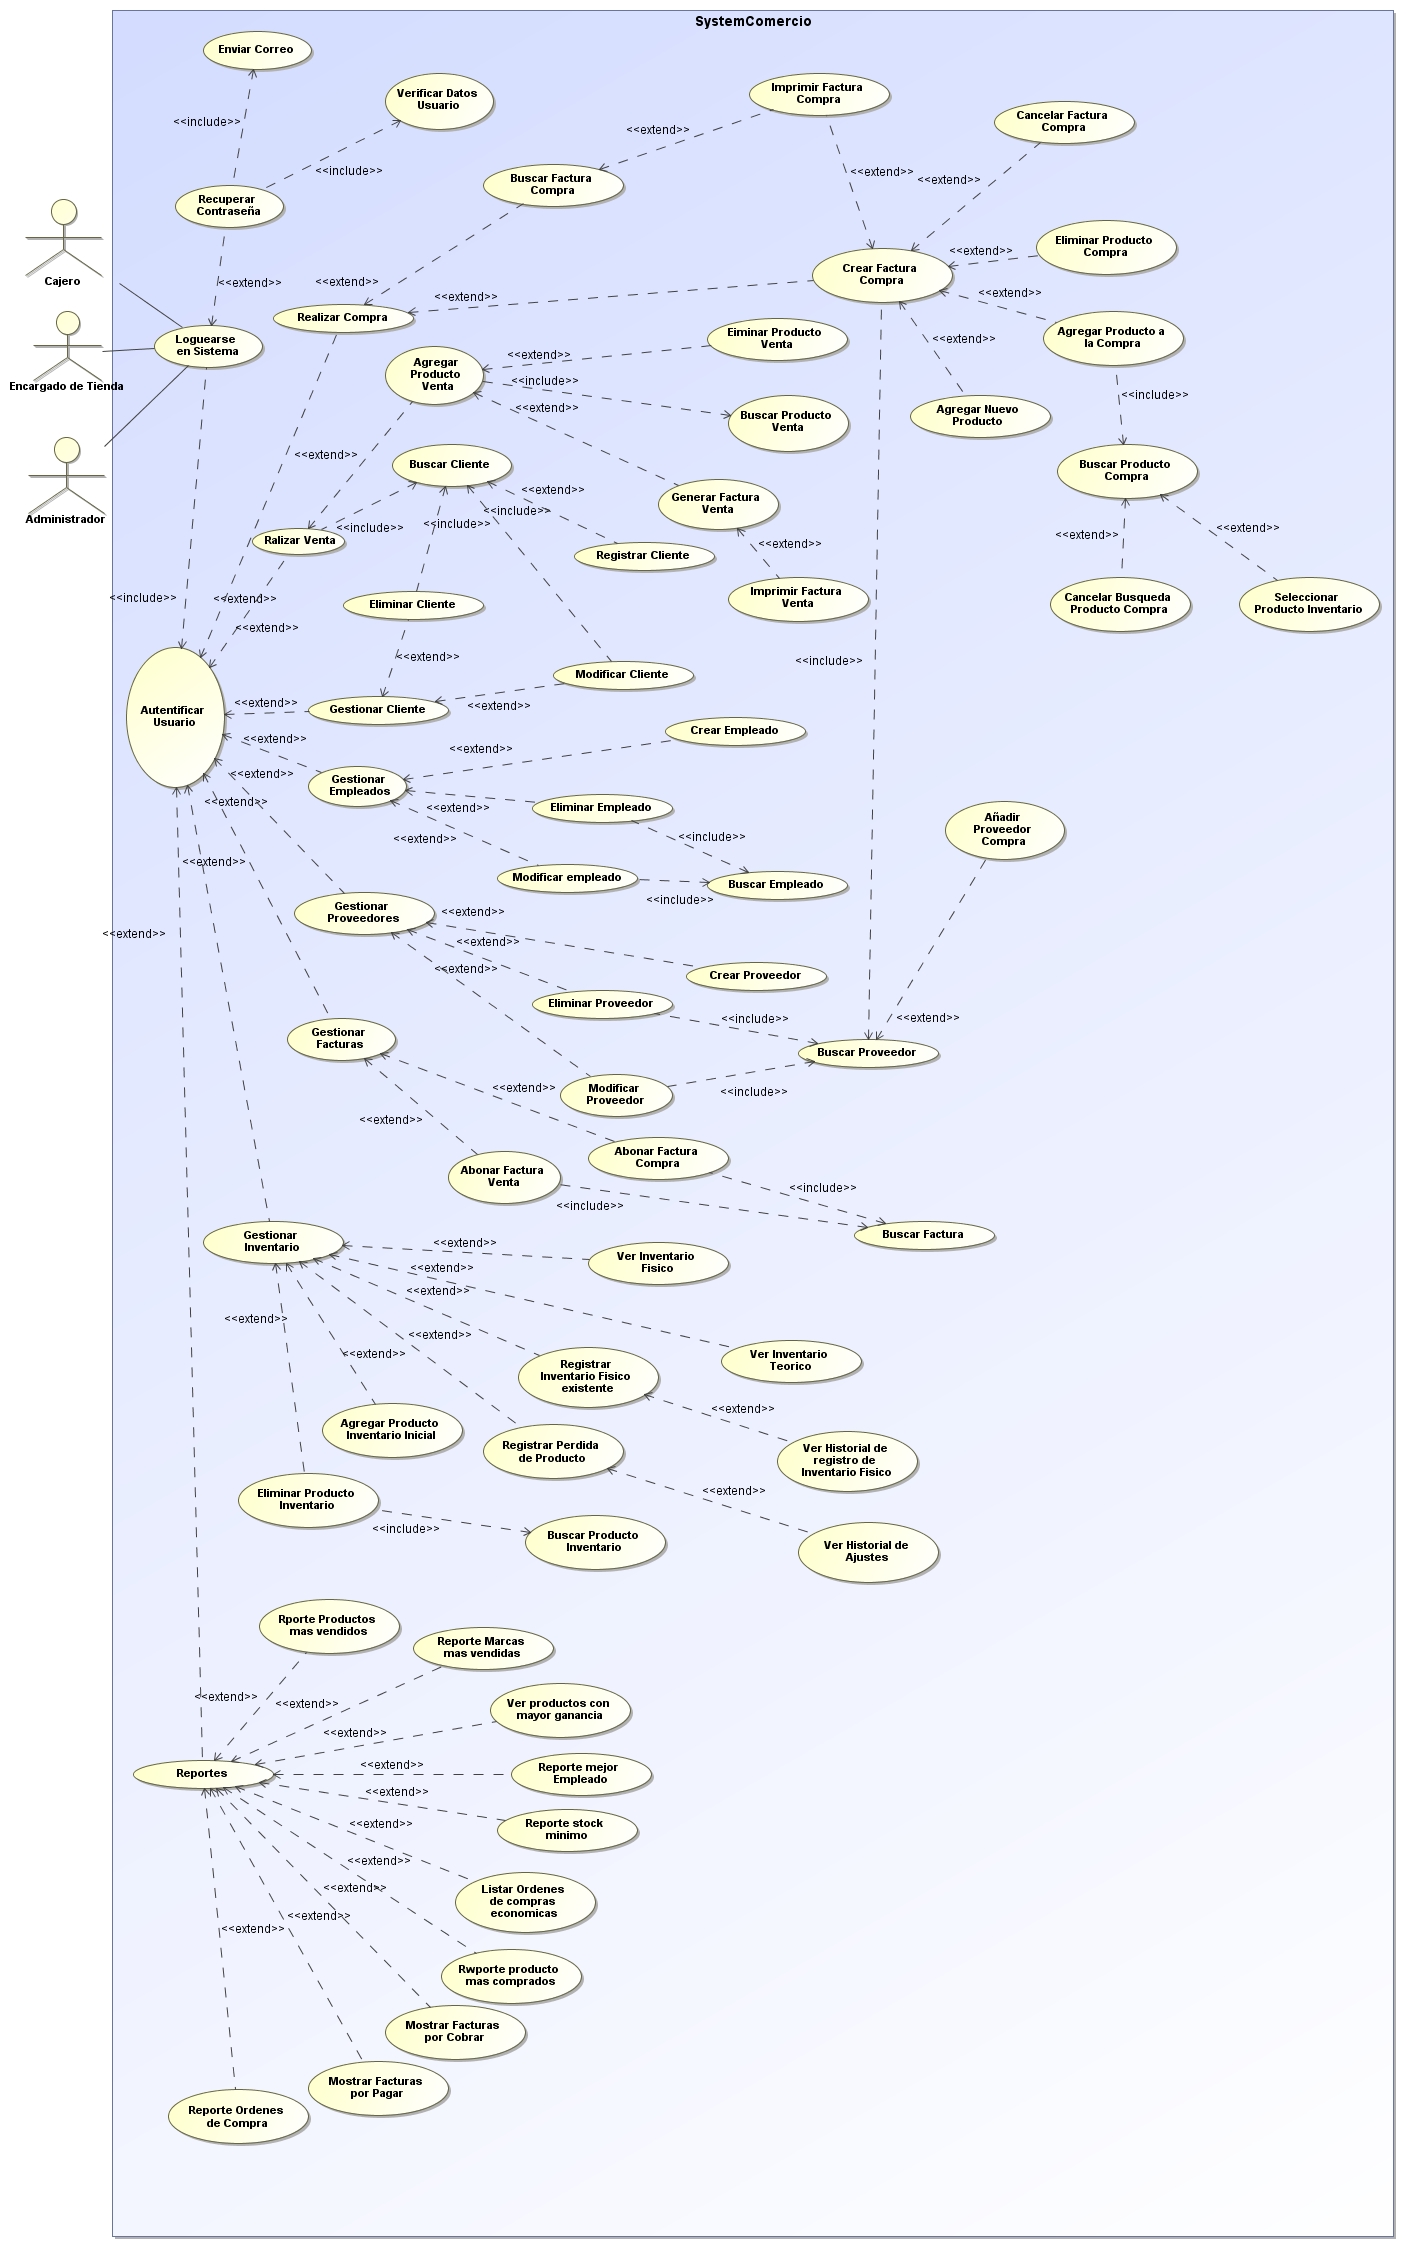 SystemComercio
Enviar Correo
Verificar Datos
Usuario
Imprimir Factura
Compra
Cancelar Factura
Compra
<<include>>
<<extend>>
<<include>>
<<extend>>
<<extend>>
Buscar Factura
Compra
Recuperar
Contraseña
Eliminar Producto
Compra
<<extend>>
Cajero
Crear Factura
Compra
<<extend>>
<<extend>>
<<extend>>
<<extend>>
Realizar Compra
Loguearse
en Sistema
Encargado de Tienda
Eiminar Producto
Venta
Agregar Producto a
la Compra
<<extend>>
Agregar
Producto
Venta
<<extend>>
<<include>>
<<include>>
<<extend>>
Buscar Producto
Venta
Agregar Nuevo
Producto
<<extend>>
Buscar Cliente
Buscar Producto
Compra
Administrador
<<extend>>
Generar Factura
Venta
<<include>>
<<include>>
<<include>>
<<extend>>
<<extend>>
Ralizar Venta
<<extend>>
Registrar Cliente
Imprimir Factura
Venta
Cancelar Busqueda
Producto Compra
Seleccionar
Producto Inventario
<<include>>
<<extend>>
Eliminar Cliente
<<extend>>
<<extend>>
<<include>>
Modificar Cliente
Autentificar
Usuario
<<extend>>
Gestionar Cliente
<<extend>>
Crear Empleado
<<extend>>
<<extend>>
<<extend>>
Gestionar
Empleados
<<extend>>
<<extend>>
Eliminar Empleado
Añadir
Proveedor
Compra
<<extend>>
<<include>>
<<extend>>
Modificar empleado
Buscar Empleado
<<include>>
Gestionar
Proveedores
<<extend>>
<<extend>>
<<extend>>
<<extend>>
Crear Proveedor
Eliminar Proveedor
<<include>>
<<extend>>
Gestionar
Facturas
Buscar Proveedor
<<extend>>
Modificar
Proveedor
<<include>>
<<extend>>
Abonar Factura
Compra
Abonar Factura
Venta
<<include>>
<<include>>
Buscar Factura
Gestionar
Inventario
<<extend>>
Ver Inventario
Fisico
<<extend>>
<<extend>>
<<extend>>
<<extend>>
<<extend>>
Ver Inventario
Teorico
Registrar
Inventario Fisico
existente
<<extend>>
Agregar Producto
Inventario Inicial
Registrar Perdida
de Producto
Ver Historial de
registro de
Inventario Fisico
<<extend>>
Eliminar Producto
Inventario
<<include>>
Buscar Producto
Inventario
Ver Historial de
Ajustes
Rporte Productos
mas vendidos
Reporte Marcas
mas vendidas
<<extend>>
<<extend>>
Ver productos con
mayor ganancia
<<extend>>
Reportes
<<extend>>
Reporte mejor
Empleado
<<extend>>
<<extend>>
Reporte stock
minimo
<<extend>>
<<extend>>
Listar Ordenes
de compras
economicas
<<extend>>
<<extend>>
Rwporte producto
mas comprados
Mostrar Facturas
por Cobrar
Mostrar Facturas
por Pagar
Reporte Ordenes
de Compra